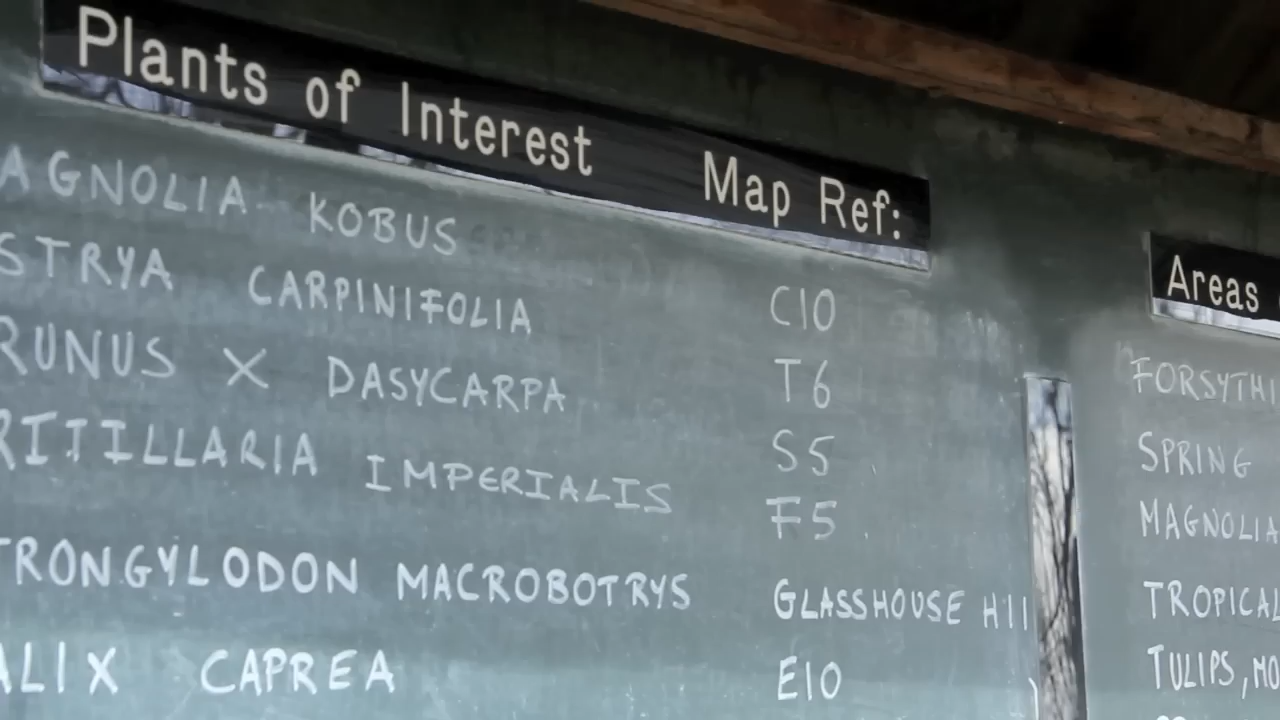 Plants of Interest Map Ref:
AGNOLIA KOBUS C10
STRYA CARPINIFOLIA T6
RUNUS X DASYCARPA S5
RITILLARIA IMPERIALIS F5
TRONGYLODON MACROBOTRYS GLASSHOUSE Hil
ALIX CAPREA E10
Areas
FORSYTHI
SPRING
MAGNOLIA
TROPICAL
TULIPS, MO